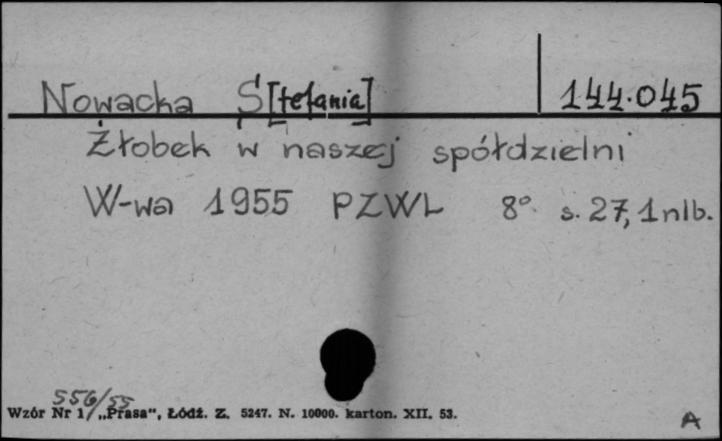 Nowacka S[tefania] 144.045
Żłobek w naszej spółdzielni
W-wa 1955 PZWL 8° s. 27, 1 nlb.
556/55
Wzór Nr 1/„Prasa", Łódź. Z. 5247. N. 10000. karton. XII. 53.
A